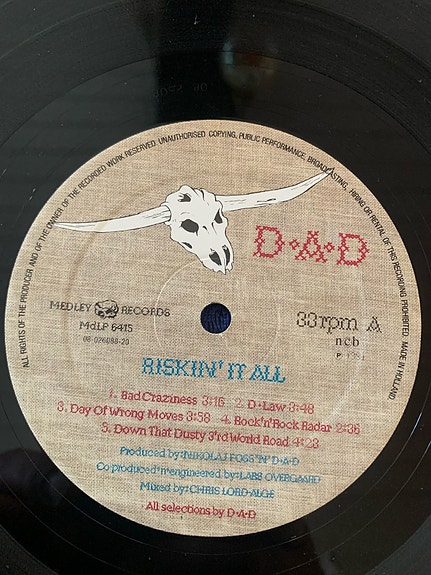 ALL RIGHTS OF THE PRODUCER AND OF THE OWNER OF THE RECORDED WORK RESERVED. UNAUTHORISED COPYING, PUBLIC PERFORMANCE, BROADCASTING, HIRING OR RENTAL OF THIS RECORDING PROHIBITED. MADE IN HOLLAND.
D·A·D
MEDLEY RECORDS
MdLP 6415
08-026088-20
33rpm A
ncb
RISKIN' IT ALL
1. Bad Craziness 3:16 2. D·Law 3:48
3. Day Of Wrong Moves 3:58 4. Rock'n'Rock Radar 2:36
5. Down That Dusty 3'rd World Road 4:28
Produced by:NIKOLAJ FOSS"N" D·A·D
Co produced'n'engineered by:LARS OVERGAARD
Mixed by:CHRIS LORD-ALGE
All selections by D·A·D